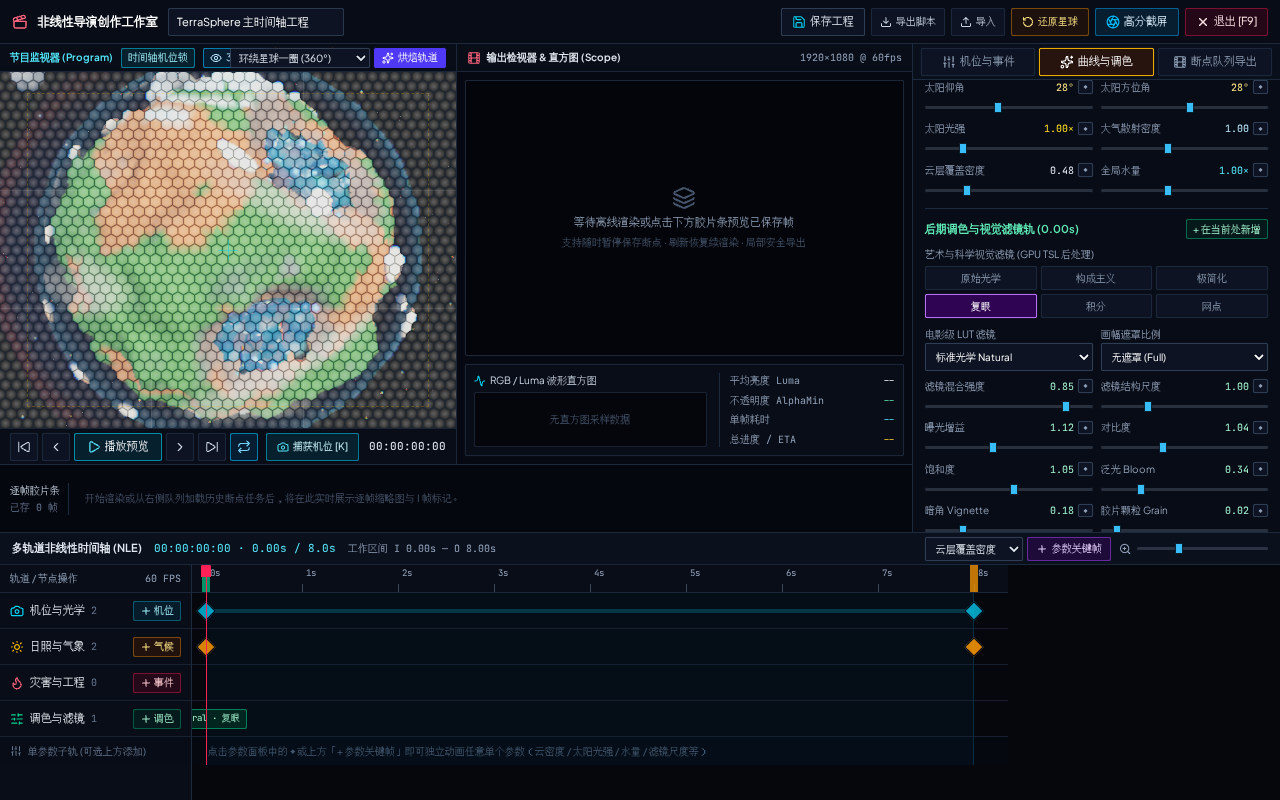 非线性导演创作工作室
TerraSphere 主时间轴工程
保存工程
导出脚本
导入
还原星球
高分截屏
退出 [F9]
节目监视器 (Program)
时间轴机位锁
环绕星球一圈 (360°)
烘焙轨道
输出检视器 & 直方图 (Scope)
1920×1080 @ 60fps
机位与事件
曲线与调色
断点队列导出
等待离线渲染或点击下方胶片条预览已保存帧
支持随时暂停保存断点 · 刷新恢复续渲染 · 局部安全导出
RGB / Luma 波形直方图
无直方图采样数据
平均亮度 Luma --
不透明度 AlphaMin --
单帧耗时 --
总进度 / ETA --
播放预览
捕获机位 [K]
00:00:00:00
逐帧胶片条
已存 0 帧
开始渲染或从右侧队列加载历史断点任务后，将在此实时展示逐帧缩略图与 I 帧标记。
太阳仰角 28°
太阳方位角 28°
太阳光强 1.00×
大气散射密度 1.00
云层覆盖密度 0.48
全局水量 1.00×
后期调色与视觉滤镜轨 (0.00s)
+ 在当前处新增
艺术与科学视觉滤镜 (GPU TSL 后处理)
原始光学
构成主义
极简化
复眼
积分
网点
电影级 LUT 滤镜
画幅遮罩比例
标准光学 Natural
无遮罩 (Full)
滤镜混合强度 0.85
滤镜结构尺度 1.00
曝光增益 1.12
对比度 1.04
饱和度 1.05
泛光 Bloom 0.34
暗角 Vignette 0.18
胶片颗粒 Grain 0.02
多轨道非线性时间轴 (NLE)
00:00:00:00 · 0.00s / 8.0s
工作区间 I 0.00s — O 8.00s
云层覆盖密度
+ 参数关键帧
轨道 / 节点操作
60 FPS
0s 1s 2s 3s 4s 5s 6s 7s 8s
机位与光学 2
+ 机位
日照与气象 2
+ 气候
灾害与工程 0
+ 事件
调色与滤镜 1
+ 调色
ral · 复眼
单参数子轨 (可选上方添加)
点击参数面板中的 ◆ 或上方「+ 参数关键帧」即可独立动画任意单个参数（云密度/太阳光强/水量/滤镜尺度等）